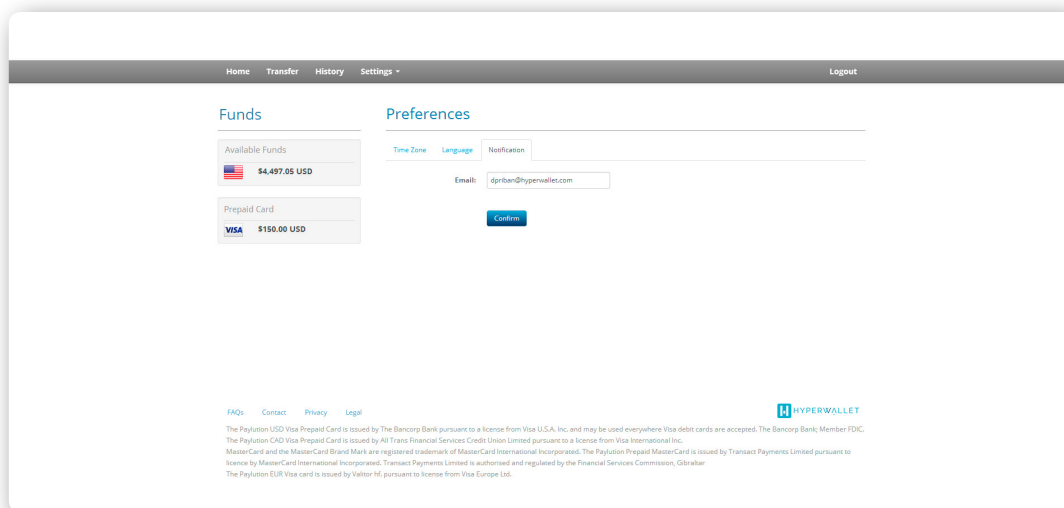 Home Transfer History Settings Logout
Funds
Available Funds
$4,497.05 USD
Prepaid Card
VISA $150.00 USD
Preferences
Time Zone Language Notification
Email: dpriban@hyperwallet.com
Confirm
FAQs Contact Privacy Legal
HYPERWALLET
The Paylution USD Visa Prepaid Card is issued by The Bancorp Bank pursuant to a license from Visa U.S.A. Inc. and may be used everywhere Visa debit cards are accepted. The Bancorp Bank; Member FDIC.
The Paylution CAD Visa Prepaid Card is issued by All Trans Financial Services Credit Union Limited pursuant to a license from Visa International Inc.
MasterCard and the MasterCard Brand Mark are registered trademark of MasterCard International Incorporated. The Paylution Prepaid MasterCard is issued by Transact Payments Limited pursuant to
licence by MasterCard International Incorporated. Transact Payments Limted is authorised and regulated by the Financial Services Commission, Gibraltar
The Paylution EUR Visa card is issued by Valitor hf. pursuant to license from Visa Europe Ltd.